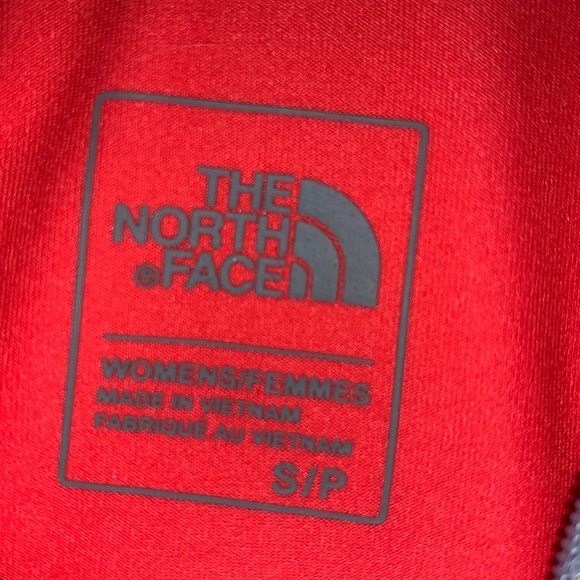 THE
NORTH
®FACE
WOMENS/FEMMES
MADE IN VIETNAM
FABRIQUÉ AU VIETNAM
S/P